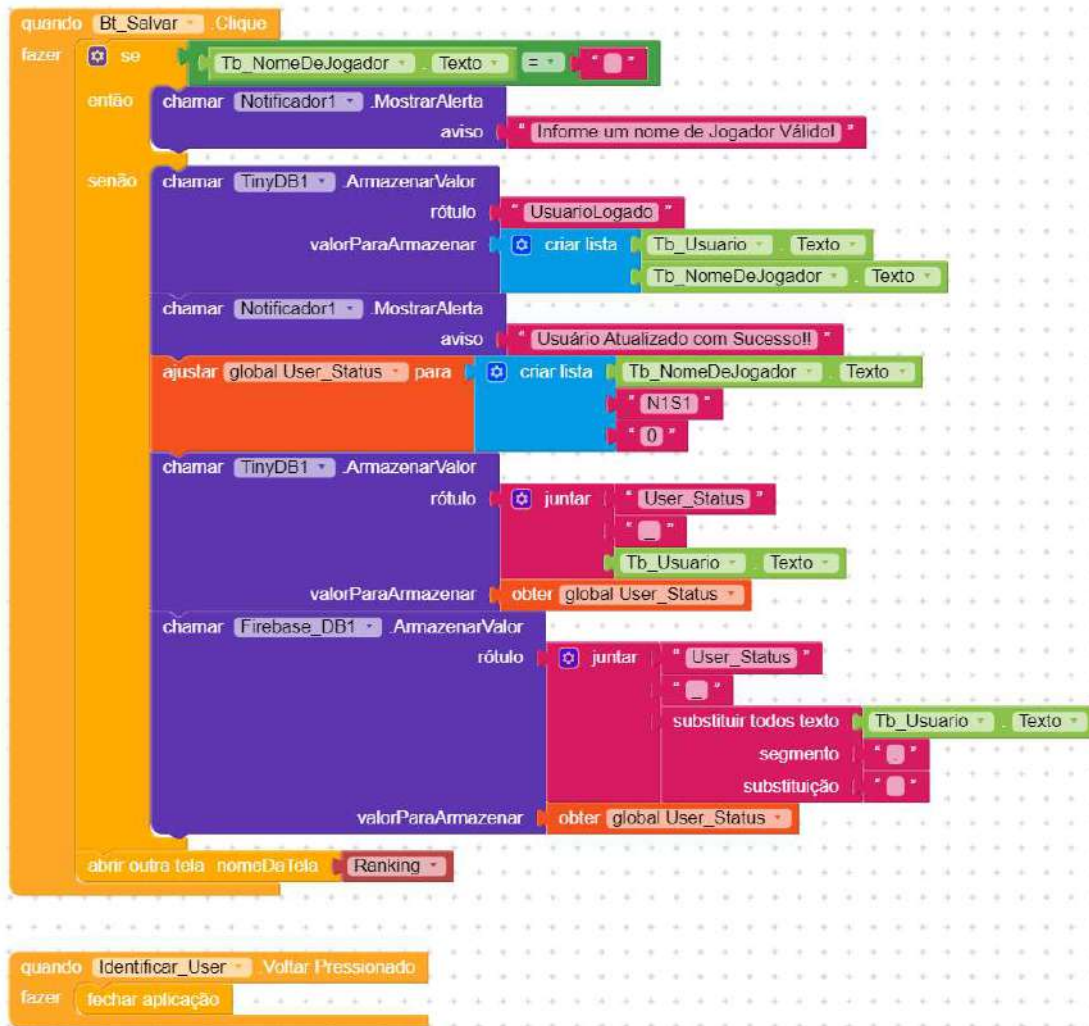 quando Bt_Salvar .Clique
fazer se Tb_NomeDeJogador . Texto = " "
então chamar Notificador1 .MostrarAlerta
aviso " Informe um nome de Jogador Válido! "
senão chamar TinyDB1 .ArmazenarValor
rótulo " UsuarioLogado "
valorParaArmazenar criar lista Tb_Usuario . Texto
Tb_NomeDeJogador . Texto
chamar Notificador1 .MostrarAlerta
aviso " Usuário Atualizado com Sucesso!! "
ajustar global User_Status para criar lista Tb_NomeDeJogador . Texto
" N1S1 "
" 0 "
chamar TinyDB1 .ArmazenarValor
rótulo juntar " User_Status "
" _ "
Tb_Usuario . Texto
valorParaArmazenar obter global User_Status
chamar Firebase_DB1 .ArmazenarValor
rótulo juntar " User_Status "
" _ "
substituir todos texto Tb_Usuario . Texto
segmento " . "
substituição " "
valorParaArmazenar obter global User_Status
abrir outra tela nomeDaTela Ranking
quando Identificar_User .Voltar Pressionado
fazer fechar aplicação